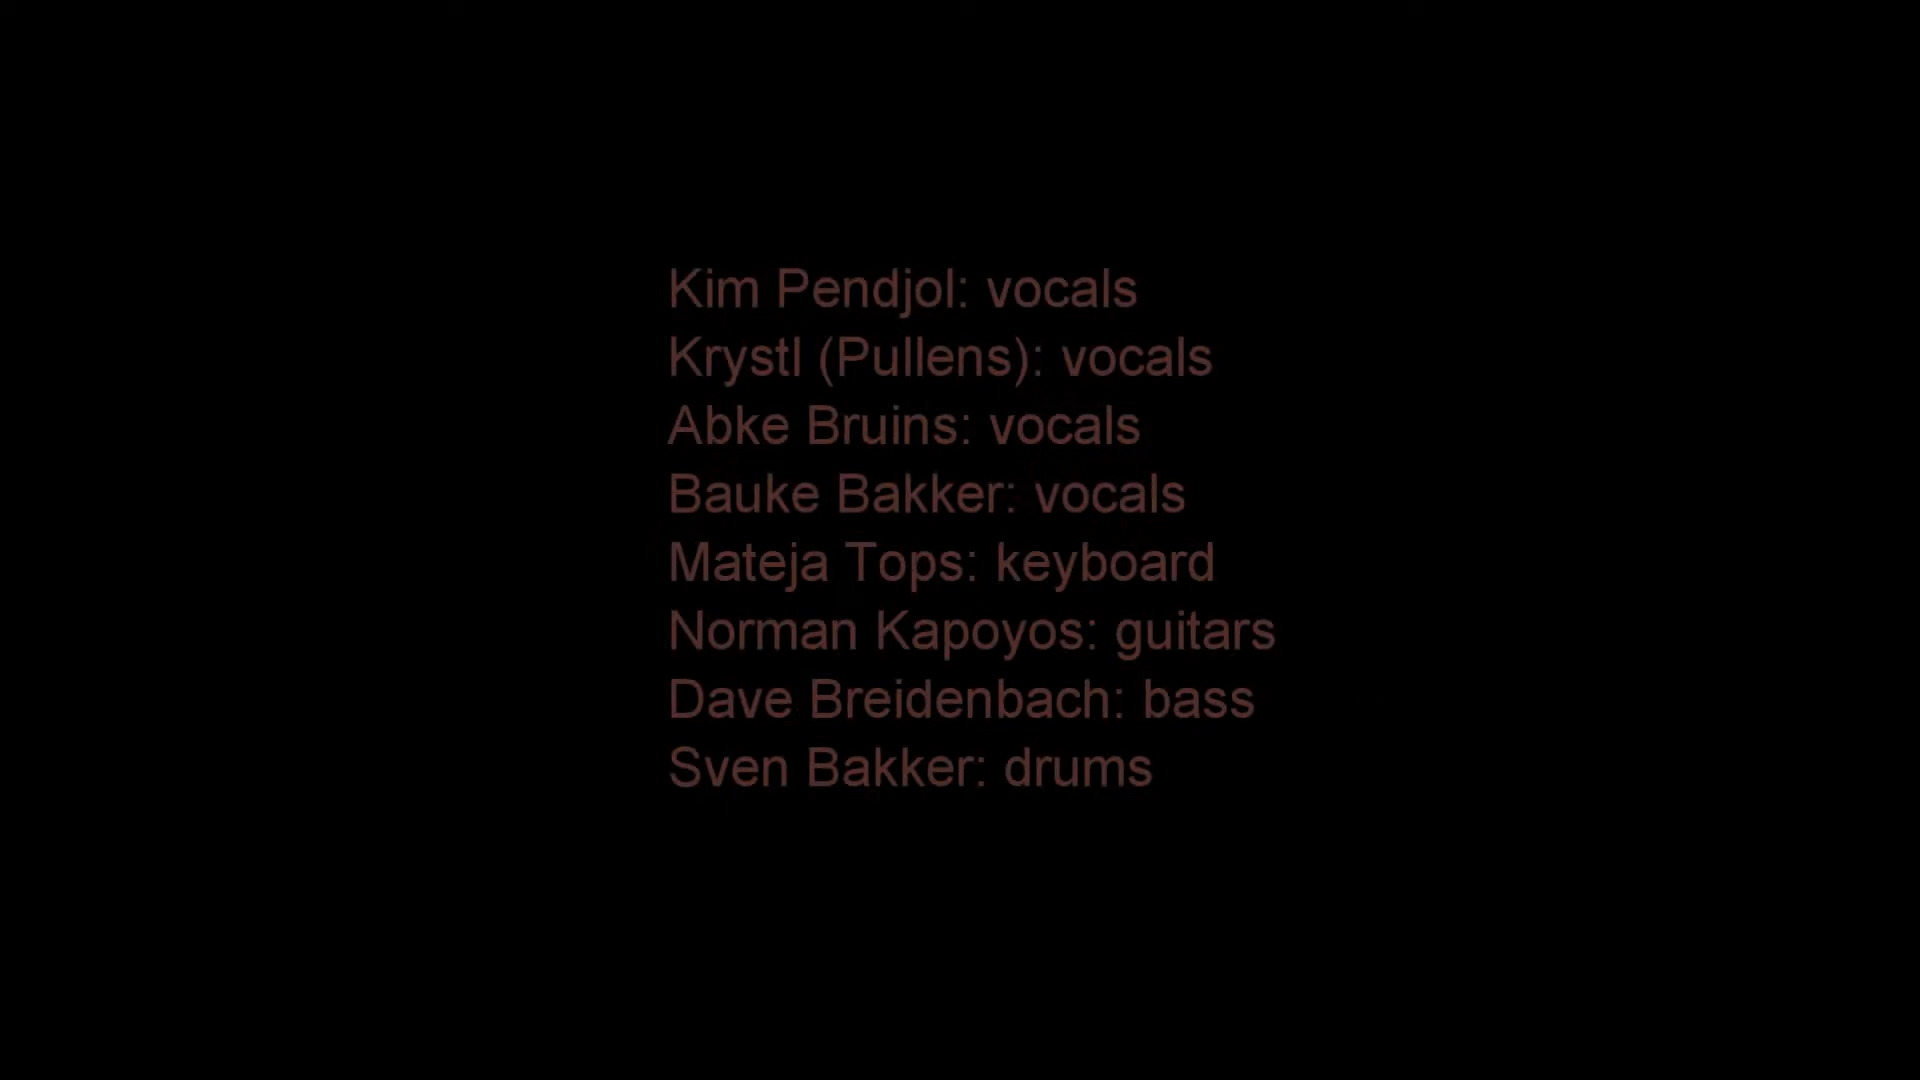 Kim Pendjol: vocals
Krystl (Pullens): vocals
Abke Bruins: vocals
Bauke Bakker: vocals
Mateja Tops: keyboard
Norman Kapoyos: guitars
Dave Breidenbach: bass
Sven Bakker: drums